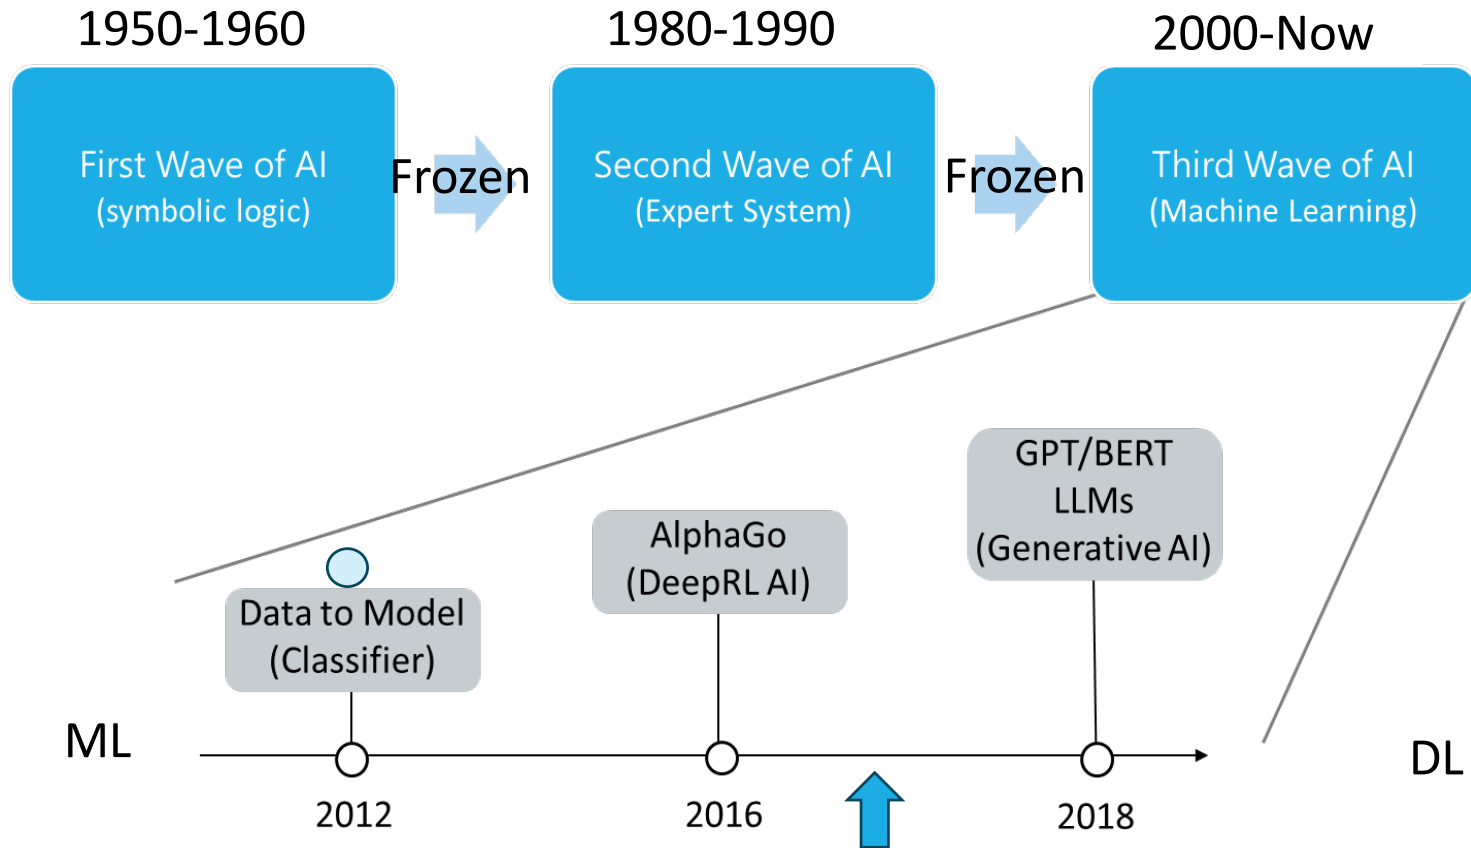 1950-1960
1980-1990
2000-Now
First Wave of AI
(symbolic logic)
Frozen
Second Wave of AI
(Expert System)
Frozen
Third Wave of AI
(Machine Learning)
GPT/BERT
LLMs
(Generative AI)
AlphaGo
(DeepRL AI)
Data to Model
(Classifier)
ML
DL
2012
2016
2018